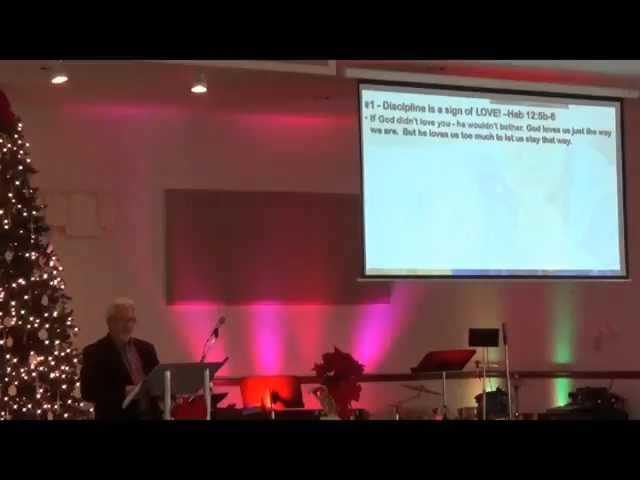 #1 - Discipline is a sign of LOVE! –Heb 12:5b-6
• If God didn't love you - he wouldn't bother. God loves us just the way
we are. But he loves us too much to let us stay that way.